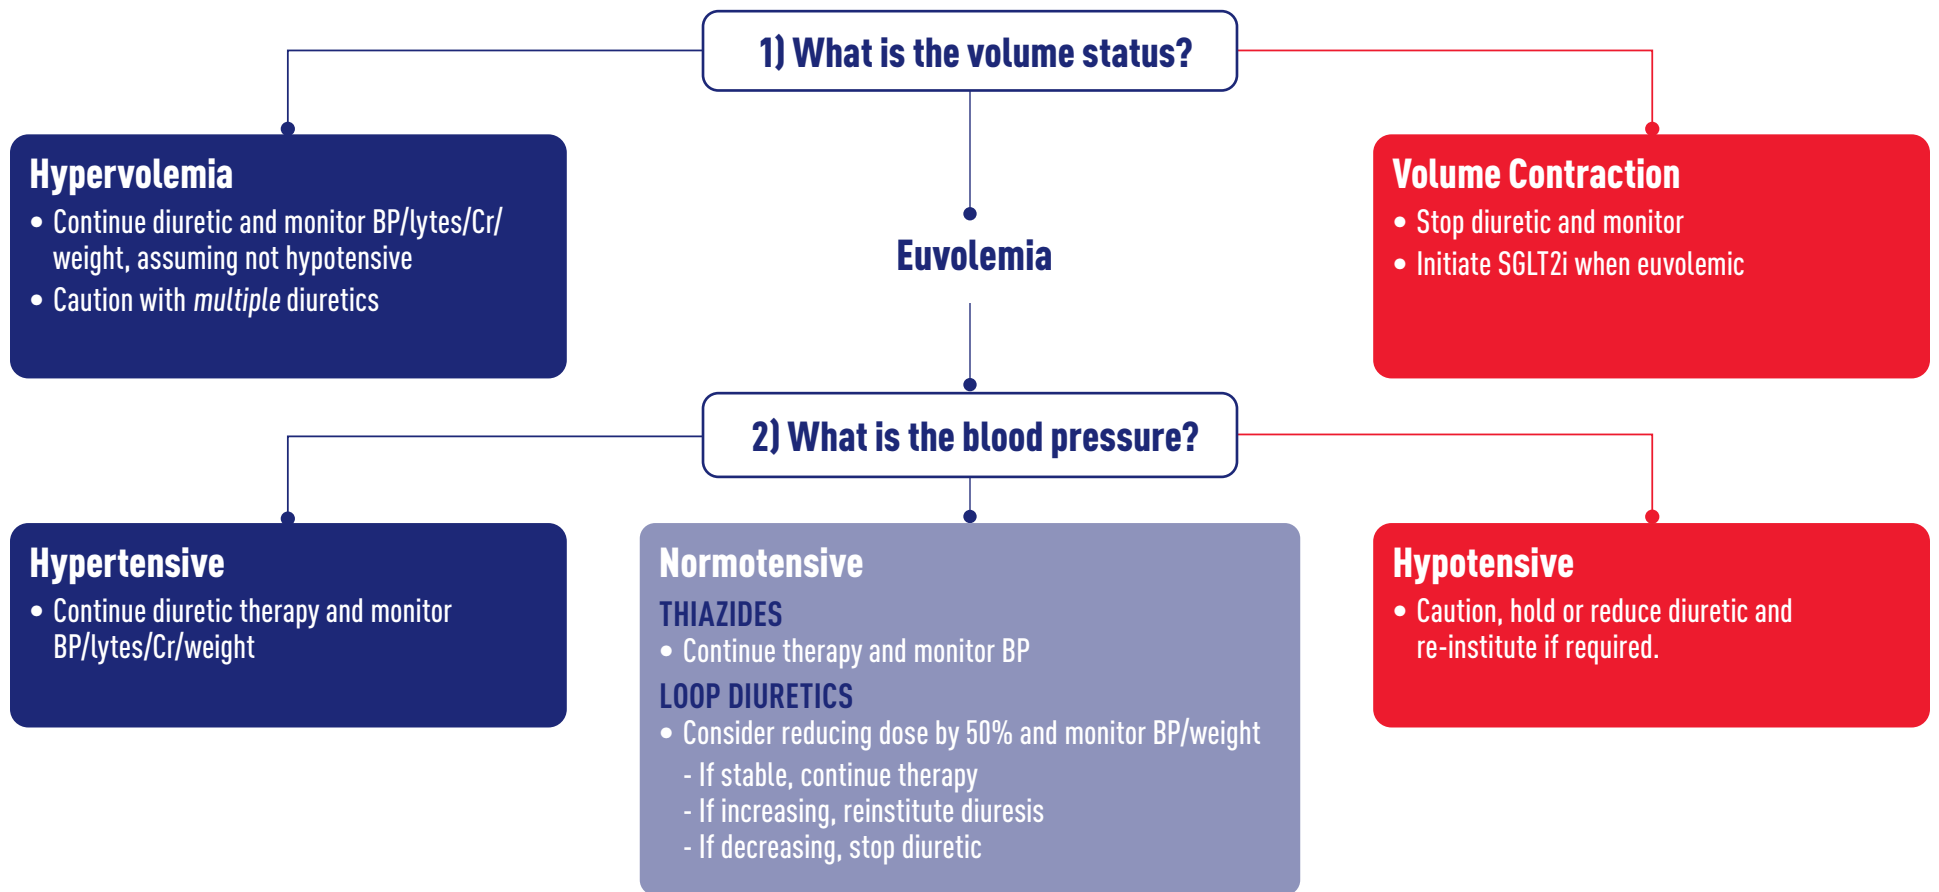 1) What is the volume status?
Hypervolemia
• Continue diuretic and monitor BP/lytes/Cr/
weight, assuming not hypotensive
• Caution with multiple diuretics
Euvolemia
Volume Contraction
• Stop diuretic and monitor
• Initiate SGLT2i when euvolemic
2) What is the blood pressure?
Hypertensive
• Continue diuretic therapy and monitor
BP/lytes/Cr/weight
Normotensive
THIAZIDES
• Continue therapy and monitor BP
LOOP DIURETICS
• Consider reducing dose by 50% and monitor BP/weight
- If stable, continue therapy
- If increasing, reinstitute diuresis
- If decreasing, stop diuretic
Hypotensive
• Caution, hold or reduce diuretic and
re-institute if required.